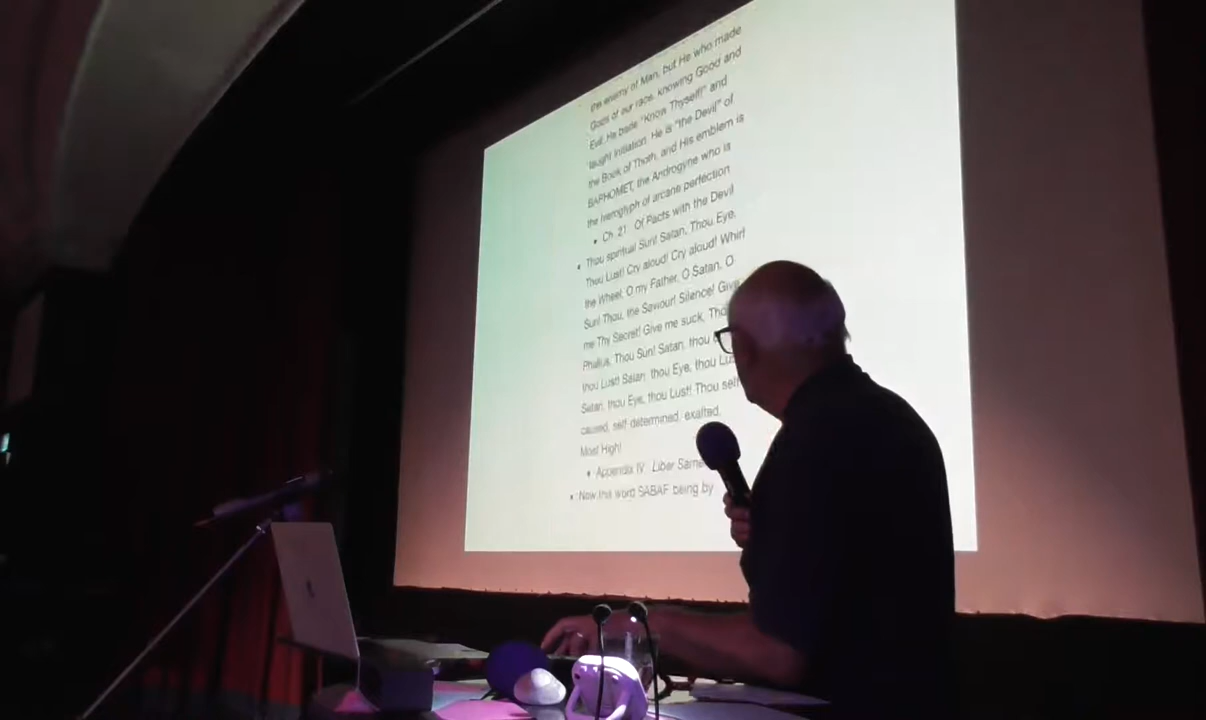 the enemy of Man, but He who made
Gods of our race, knowing Good and
Evil; He bade "Know Thyself!" and
taught Initiation. He is "the Devil" of
the Book of Thoth, and His emblem is
BAPHOMET, the Androgyne who is
the hieroglyph of arcane perfection
• Ch. 21: Of Pacts with the Devil
• Thou spiritual Sun! Satan, Thou Eye,
Thou Lust! Cry aloud! Cry aloud! Whirl
the Wheel, O my Father, O Satan, O
Sun! Thou, the Saviour! Silence! Give
me Thy Secret! Give me suck, Thou
Phallus, Thou Sun! Satan, thou
thou Lust! Satan, thou Eye, thou
Satan, thou Eye, thou Lust! Thou self
caused, self determined, exalted,
Most High!
• Appendix IV: Liber
• Now this word SABAF being by